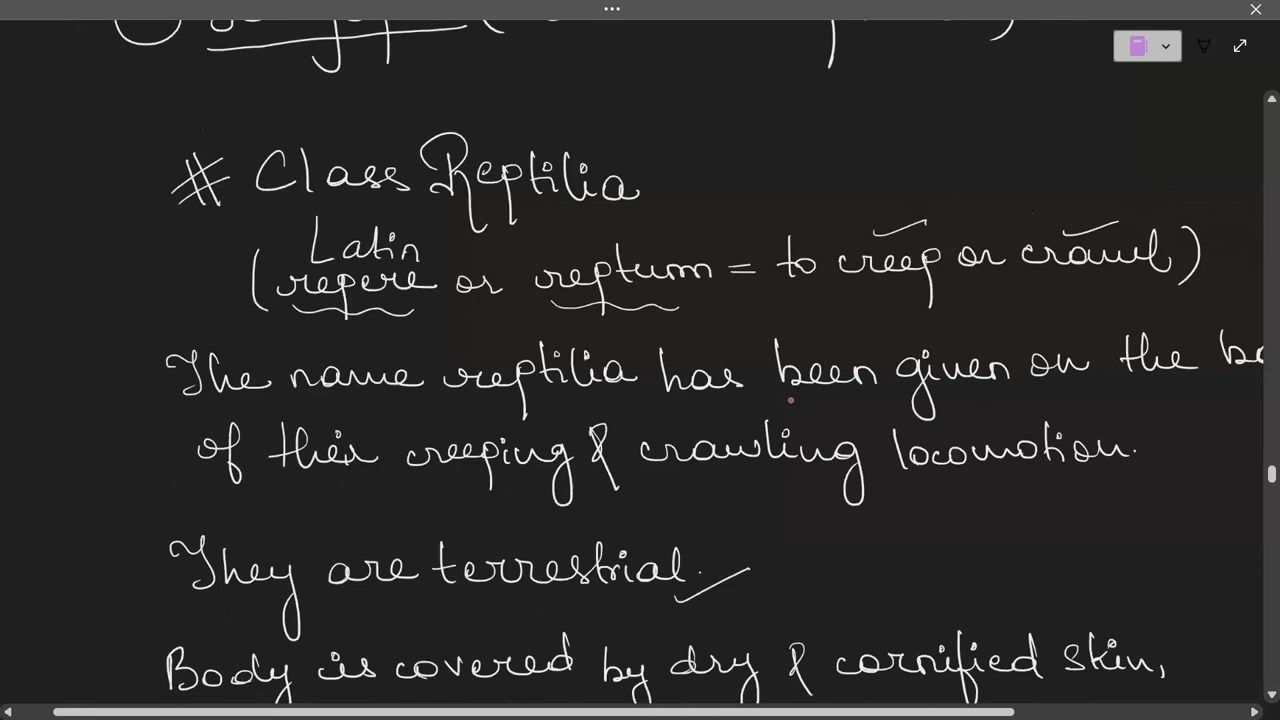 # Class Reptilia
Latin
(repere or reptum = to creep or crawl)
The name reptilia has been given on the ba
of their creeping & crawling locomotion.
They are terrestrial.
Body is covered by dry & cornified skin,